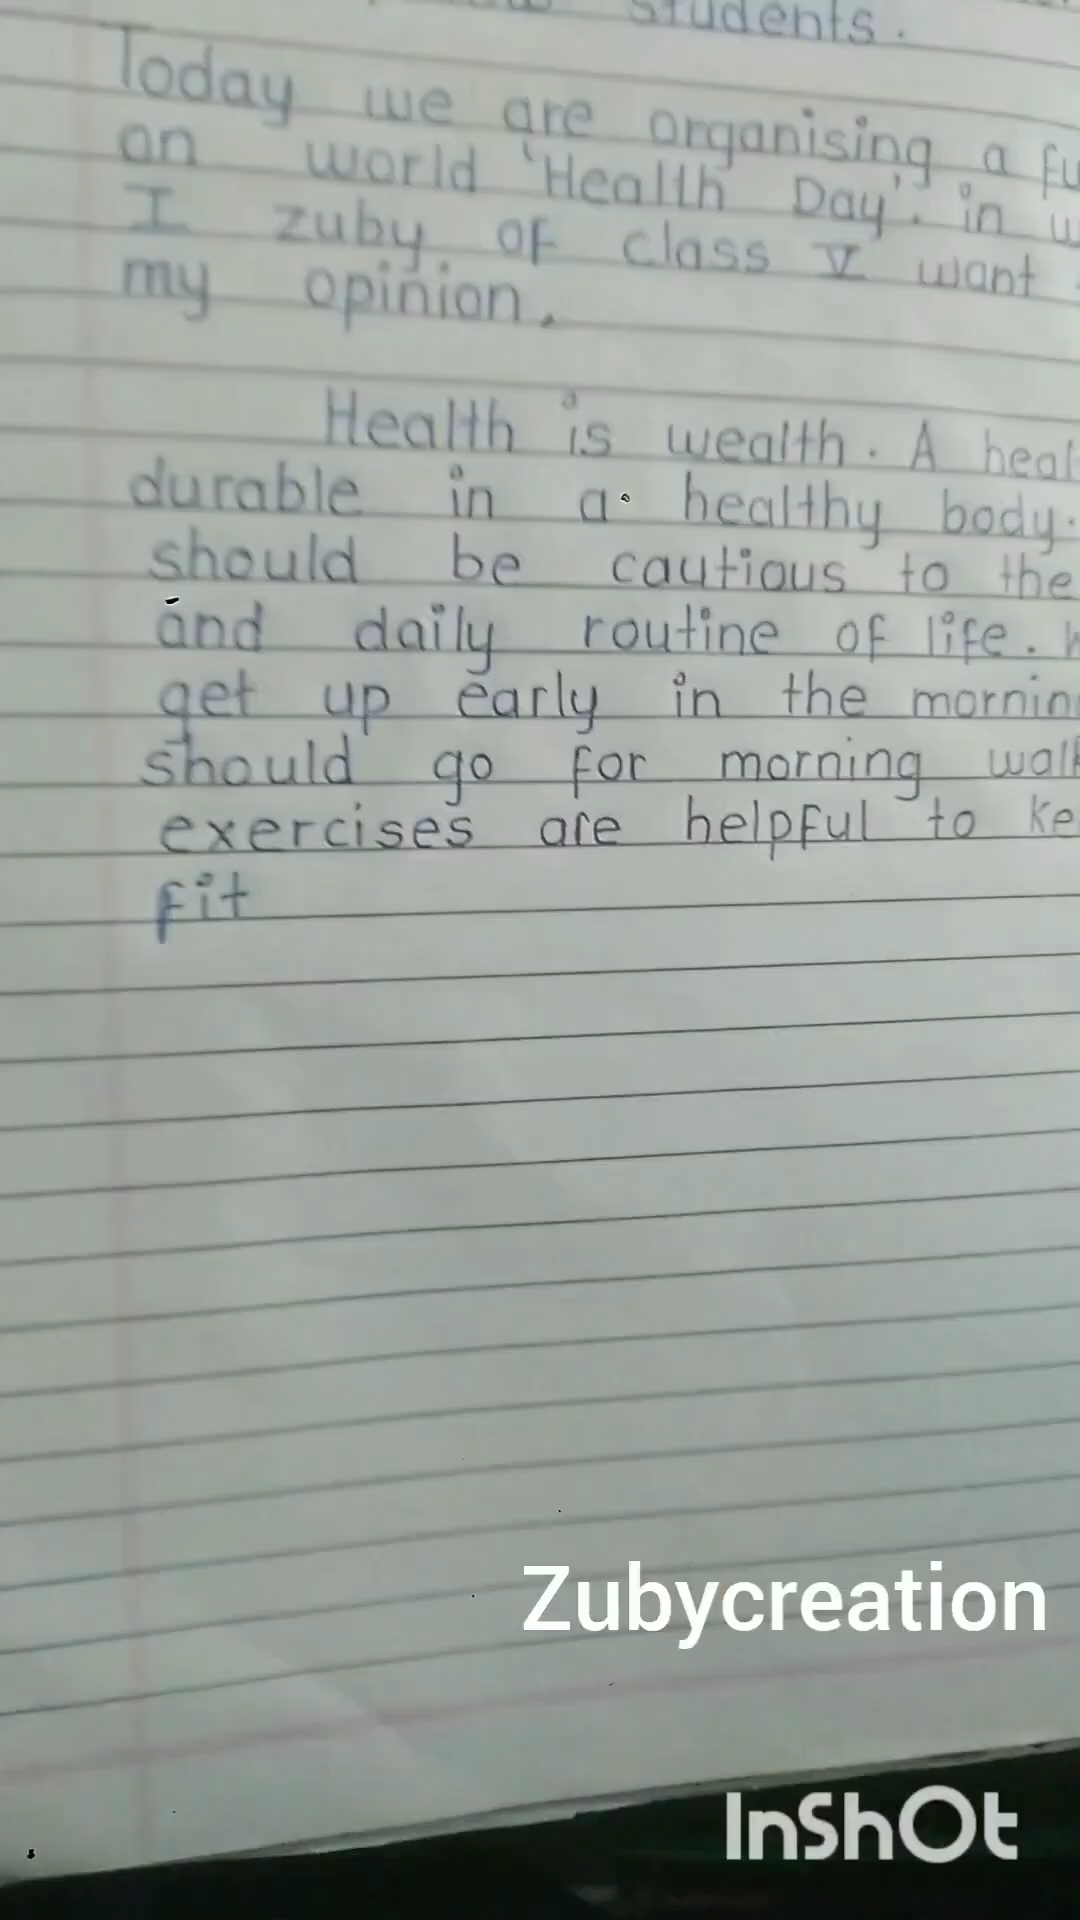 students.
Today we are organising a
on world 'Health Day'. in
I zuby of class V want
my opinion.
Health is wealth. A
durable in a healthy body.
should be cautious to the
and daily routine of life.
get up early in the
should go for morning
exercises are helpful to
fit
Zubycreation
InShOt